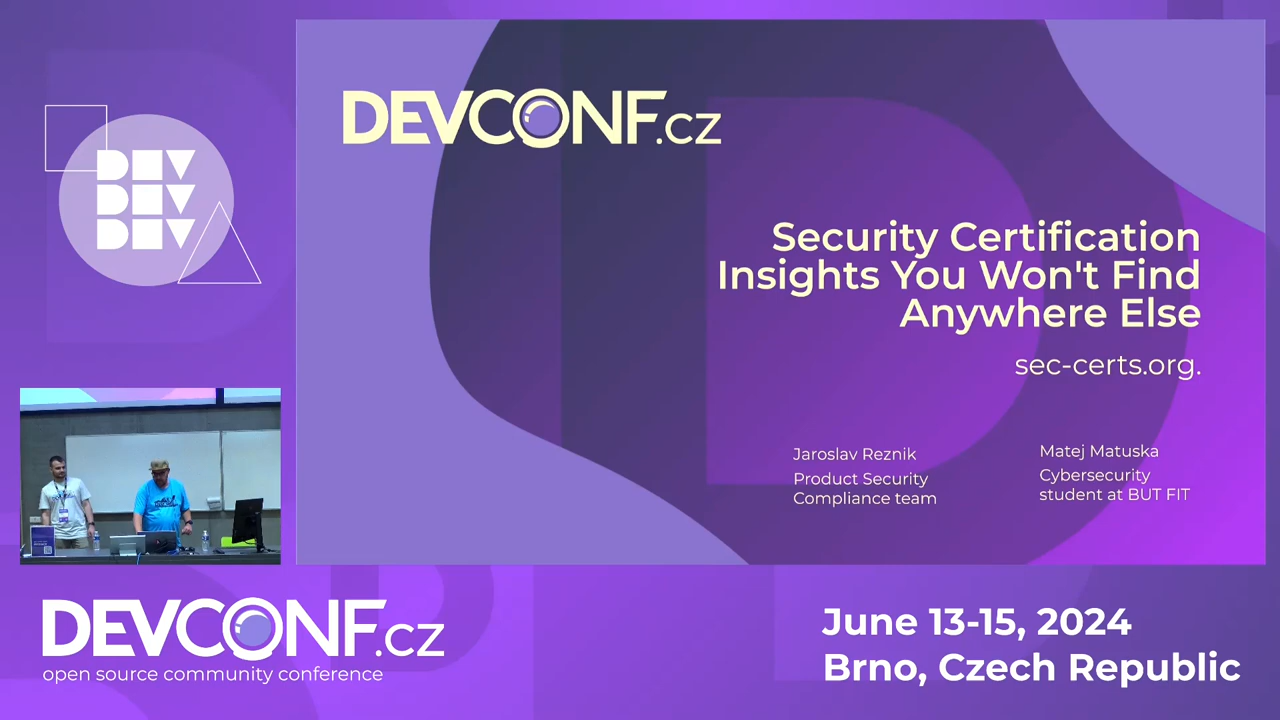 DEV
DEV
DEV
DEVCONF.CZ
Security Certification
Insights You Won't Find
Anywhere Else
sec-certs.org.
Jaroslav Reznik
Product Security
Compliance team
Matej Matuska
Cybersecurity
student at BUT FIT
DEVCONF.CZ
open source community conference
June 13-15, 2024
Brno, Czech Republic